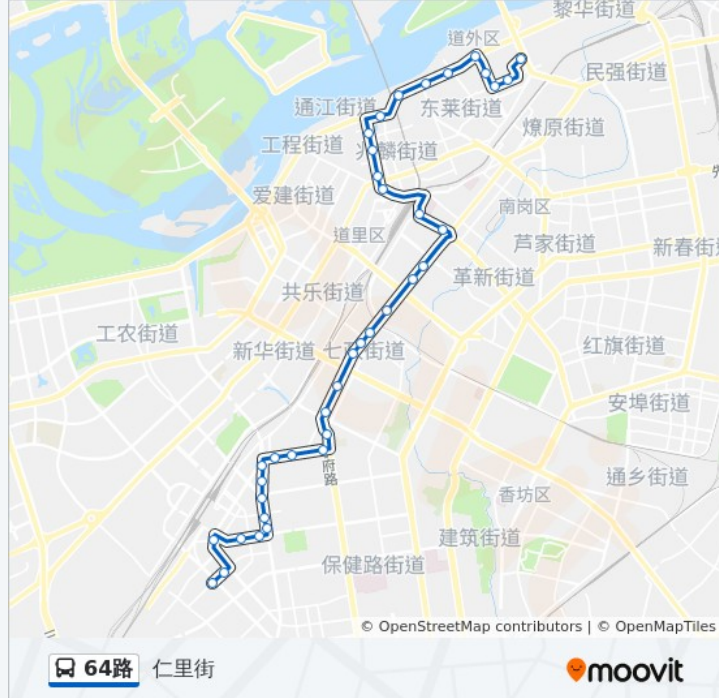 黎华街道
道外区
民强街道
通江街道
东莱街道
燎原街道
工程街道
兆麟街道
爱建街道
南岗区
道里区
芦家街道
新春街道
革新街道
共乐街道
工农街道
红旗街道
新华街道
七政街道
安埠街道
府路
通乡街道
香坊区
建筑街道
保健路街道
© OpenStreetMap contributors | © OpenMapTiles
64路 仁里街
moovit